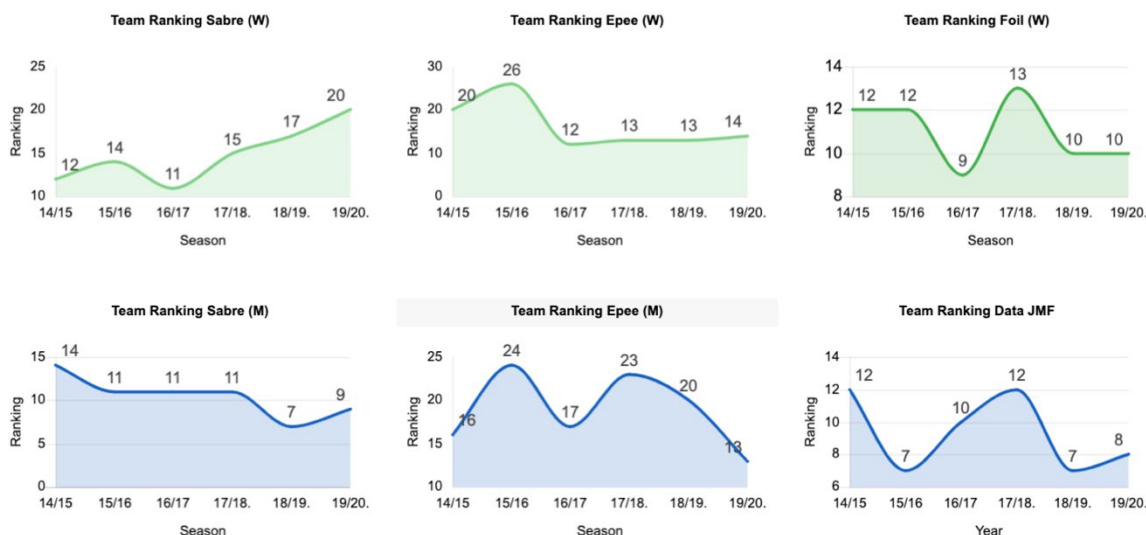 Team Ranking Sabre (W)
Ranking
25
20
15
10
12
14
11
15
17
20
14/15 15/16 16/17 17/18. 18/19. 19/20.
Season
Team Ranking Epee (W)
Ranking
30
20
10
0
20
26
12
13
13
14
14/15 15/16 16/17 17/18. 18/19. 19/20.
Season
Team Ranking Foil (W)
Ranking
14
12
10
8
12
12
9
13
10
10
14/15 15/16 16/17 17/18. 18/19. 19/20.
Season
Team Ranking Sabre (M)
Ranking
15
10
5
0
14
11
11
11
7
9
14/15 15/16 16/17 17/18. 18/19. 19/20.
Season
Team Ranking Epee (M)
Ranking
25
20
15
10
16
24
17
23
20
13
14/15 15/16 16/17 17/18. 18/19. 19/20.
Season
Team Ranking Data JMF
Ranking
14
12
10
8
6
12
7
10
12
7
8
14/15 15/16 16/17 17/18. 18/19. 19/20.
Year